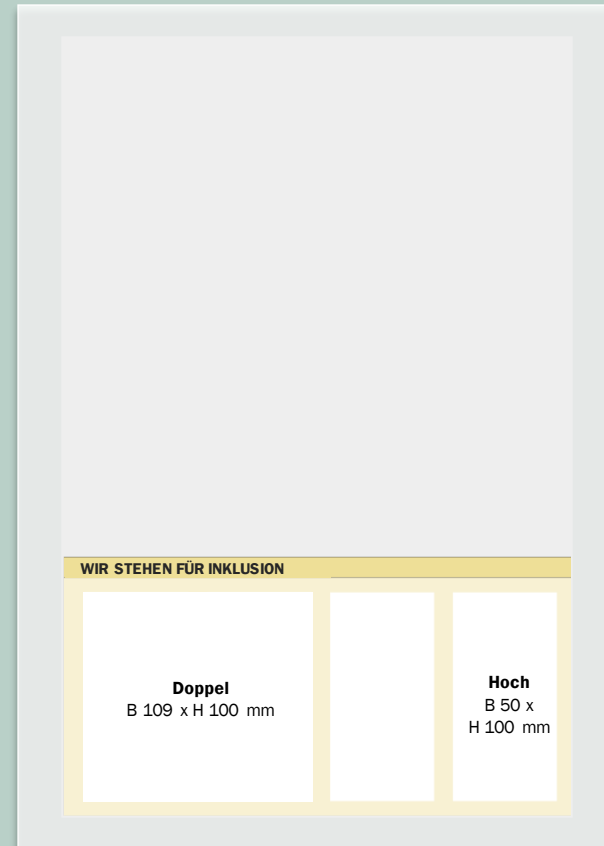 WIR STEHEN FÜR INKLUSION
Doppel
B 109 x H 100 mm
Hoch
B 50 x
H 100 mm